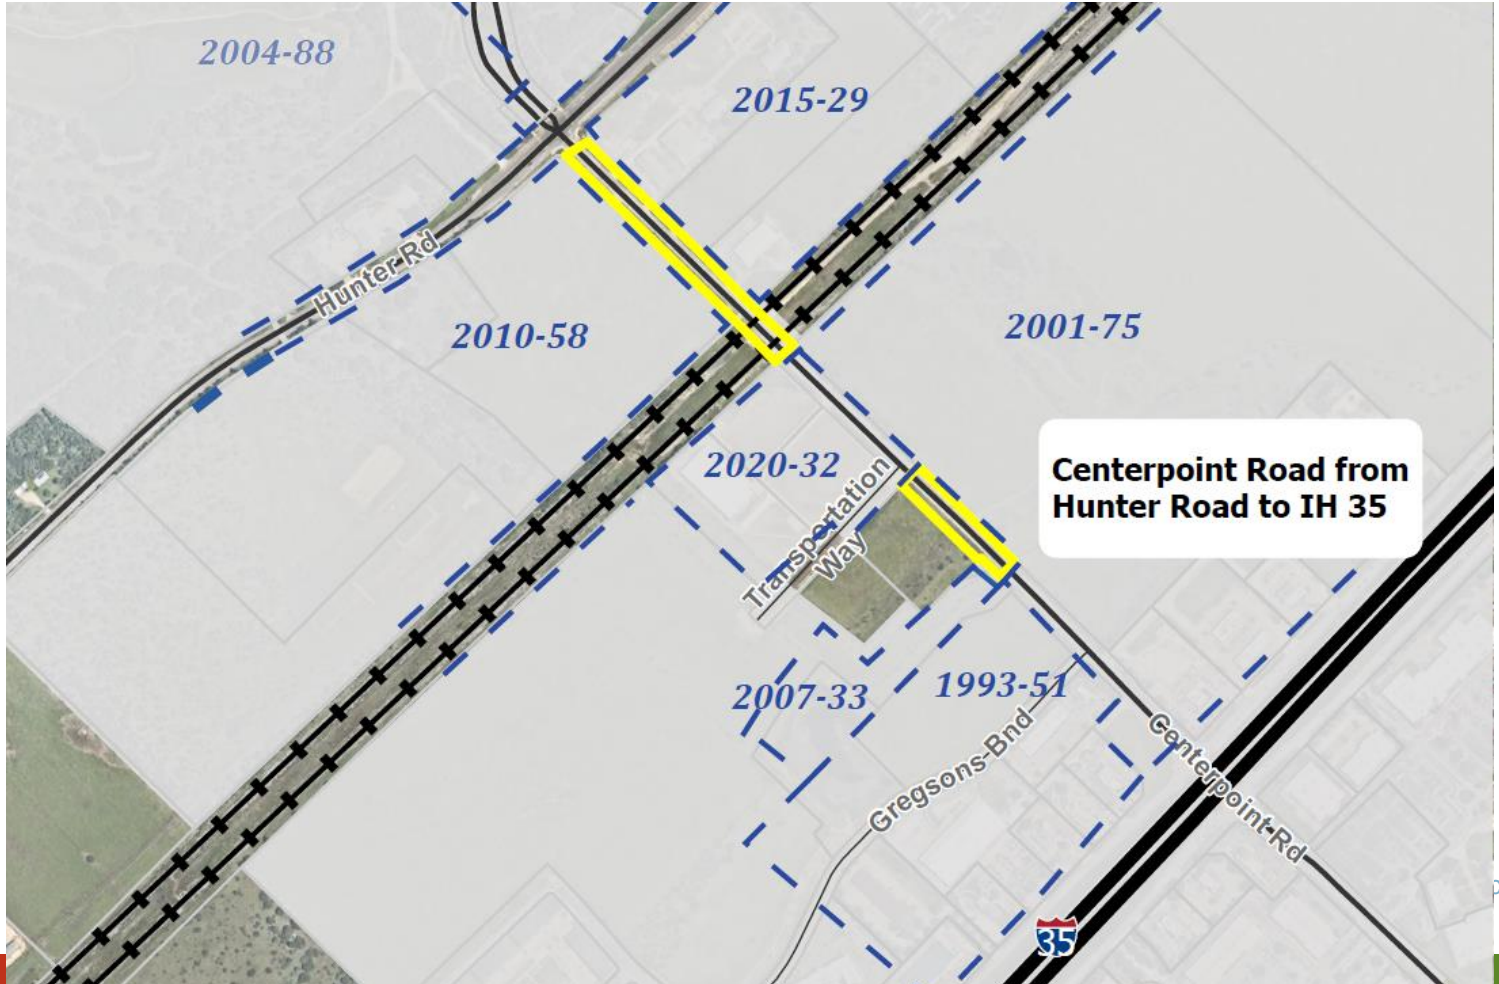 2004-88
2015-29
Hunter Rd
2010-58
2001-75
2020-32
Centerpoint Road from
Hunter Road to IH 35
Transportation
Way
2007-33
1993-51
Gregsons Bnd
Centerpoint Rd
35